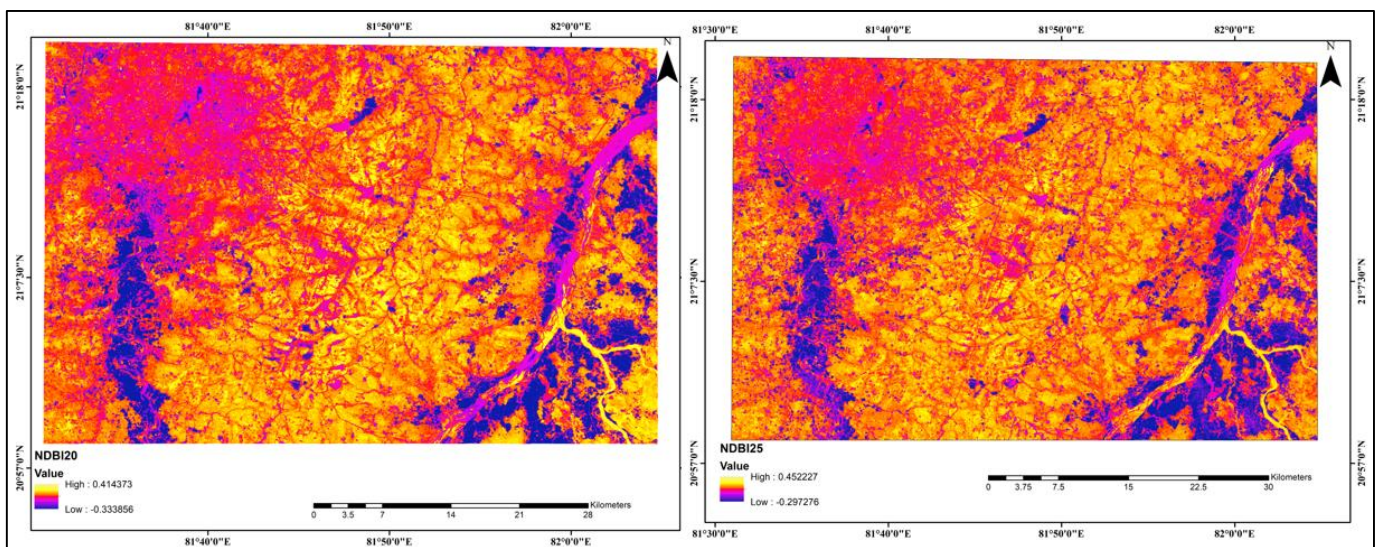 81°40'0"E 81°50'0"E 82°0'0"E
N
21°18'0"N
21°7'30"N
20°57'0"N
NDBI20
Value
High : 0.414373
Low : -0.333856
Kilometers
0 3.5 7 14 21 28
81°40'0"E 81°50'0"E 82°0'0"E
81°30'0"E 81°40'0"E 81°50'0"E 82°0'0"E
N
21°18'0"N 21°18'0"N
21°7'30"N 21°7'30"N
20°57'0"N 20°57'0"N
NDBI25
Value
High : 0.452227
Low : -0.297276
Kilometers
0 3.75 7.5 15 22.5 30
81°30'0"E 81°40'0"E 81°50'0"E 82°0'0"E